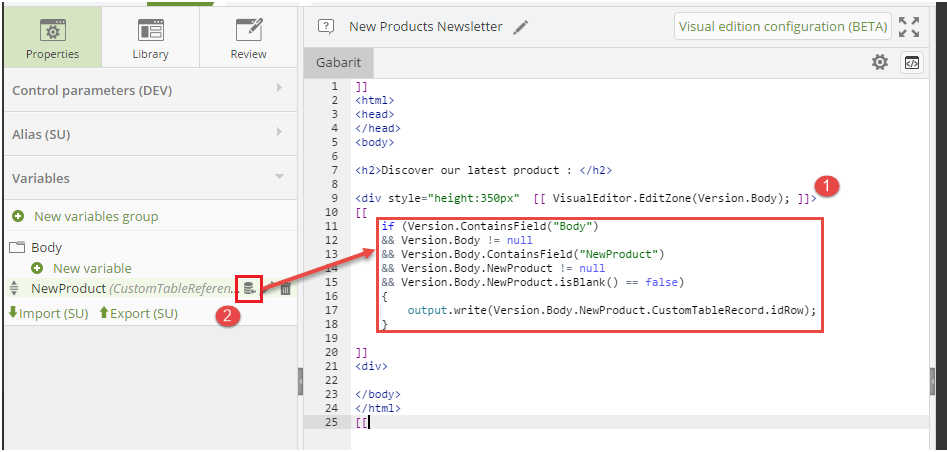 Properties
Library
Review
Control parameters (DEV)
Alias (SU)
Variables
New variables group
Body
New variable
NewProduct (CustomTableReferen...
2
Import (SU) Export (SU)
New Products Newsletter
Visual edition configuration (BETA)
Gabarit
1 ]]
2 <html>
3 <head>
4 </head>
5 <body>
6
7 <h2>Discover our latest product : </h2>
8
9 <div style="height:350px"  [[ VisualEditor.EditZone(Version.Body); ]]>
1
10 [[
11 if (Version.ContainsField("Body")
12 && Version.Body != null
13 && Version.Body.ContainsField("NewProduct")
14 && Version.Body.NewProduct != null
15 && Version.Body.NewProduct.isBlank() == false)
16 {
17 output.write(Version.Body.NewProduct.CustomTableRecord.idRow);
18 }
19
20 ]]
21 <div>
22
23 </body>
24 </html>
25 [[